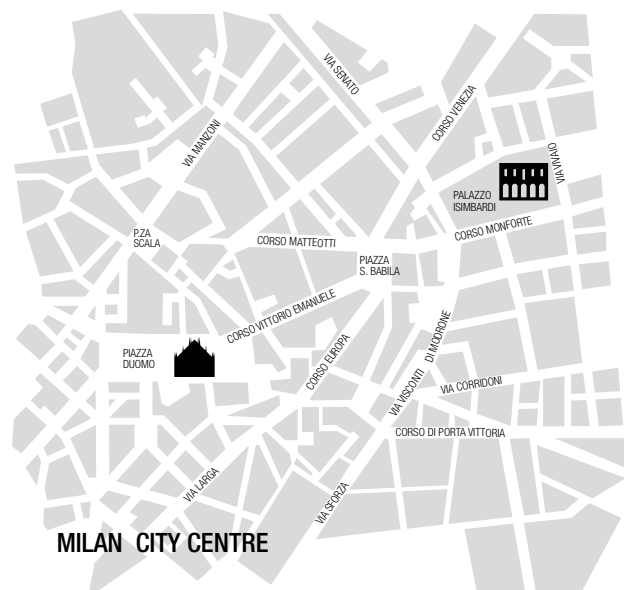 VIA SENATO
CORSO VENEZIA
VIA MANZONI
VIA VIVAIO
PALAZZO
ISIMBARDI
P.ZA
SCALA
CORSO MATTEOTTI
CORSO MONFORTE
PIAZZA
S. BABILA
CORSO VITTORIO EMANUELE
PIAZZA
DUOMO
CORSO EUROPA
VIA VISCONTI DI MODRONE
VIA CORRIDONI
CORSO DI PORTA VITTORIA
VIA LARGA
VIA SFORZA
MILAN CITY CENTRE